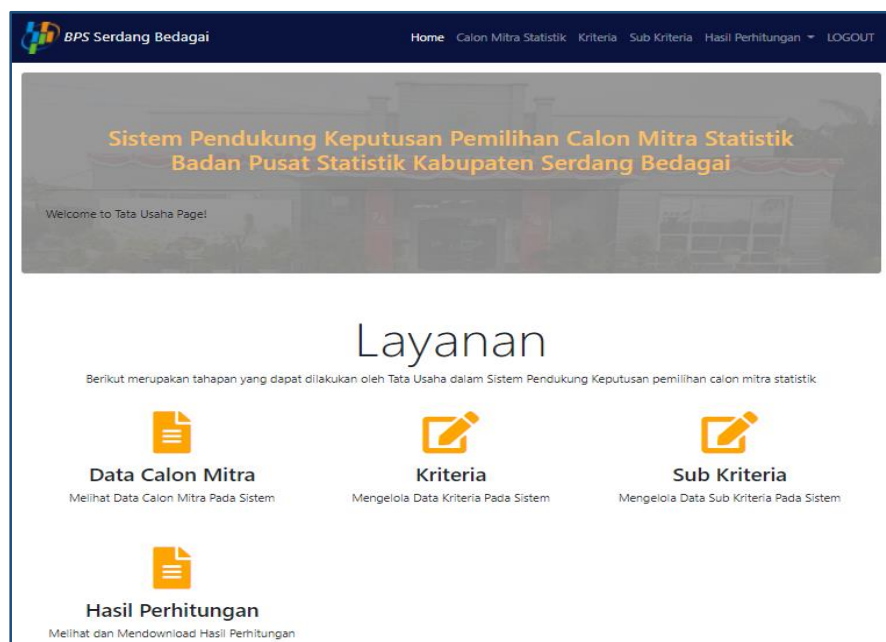 BPS Serdang Bedagai
Home Calon Mitra Statistik Kriteria Sub Kriteria Hasil Perhitungan LOGOUT
Sistem Pendukung Keputusan Pemilihan Calon Mitra Statistik
Badan Pusat Statistik Kabupaten Serdang Bedagai
Welcome to Tata Usaha Page!
Layanan
Berikut merupakan tahapan yang dapat dilakukan oleh Tata Usaha dalam Sistem Pendukung Keputusan pemilihan calon mitra statistik
Data Calon Mitra
Melihat Data Calon Mitra Pada Sistem
Kriteria
Mengelola Data Kriteria Pada Sistem
Sub Kriteria
Mengelola Data Sub Kriteria Pada Sistem
Hasil Perhitungan
Melihat dan Mendownload Hasil Perhitungan